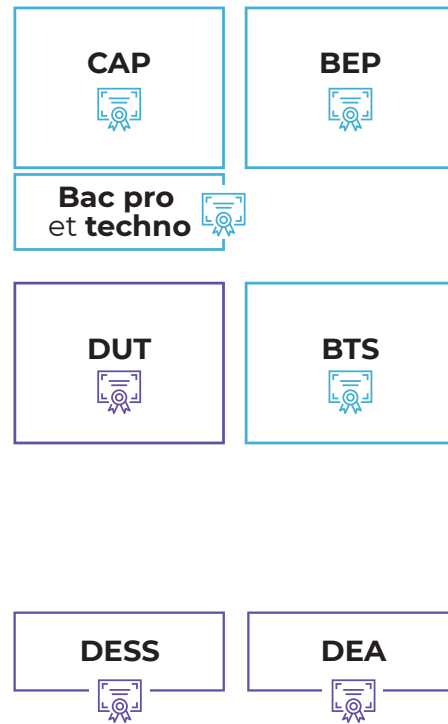 CAP
BEP
Bac pro
et techno
DUT
BTS
DESS
DEA